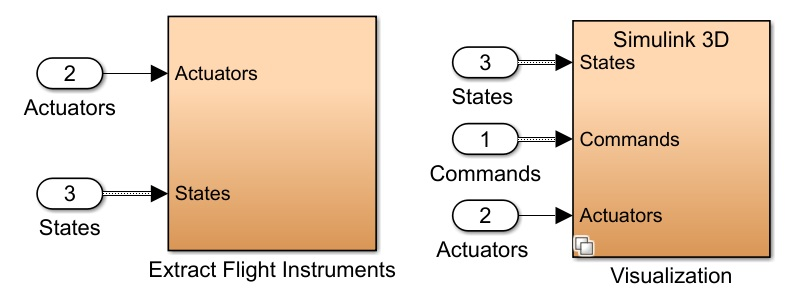 2
Actuators
Actuators
3
States
States
Extract Flight Instruments
Simulink 3D
3
States
States
1
Commands
Commands
2
Actuators
Actuators
Visualization